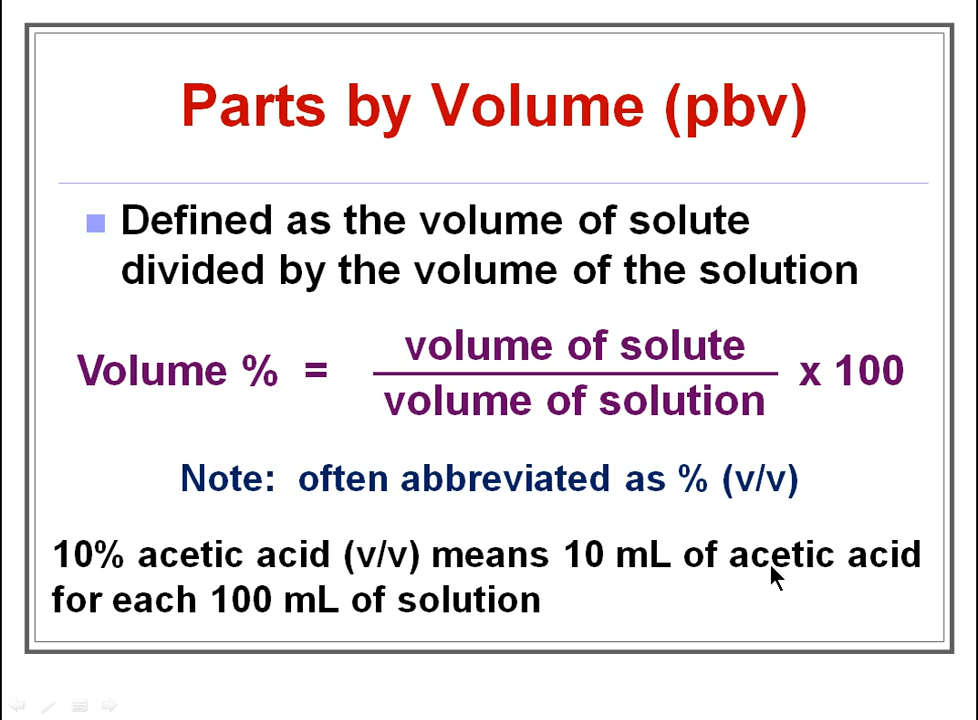 Parts by Volume (pbv)
Defined as the volume of solute
divided by the volume of the solution
volume of solute
Volume % = x 100
volume of solution
Note: often abbreviated as % (v/v)
10% acetic acid (v/v) means 10 mL of acetic acid
for each 100 mL of solution